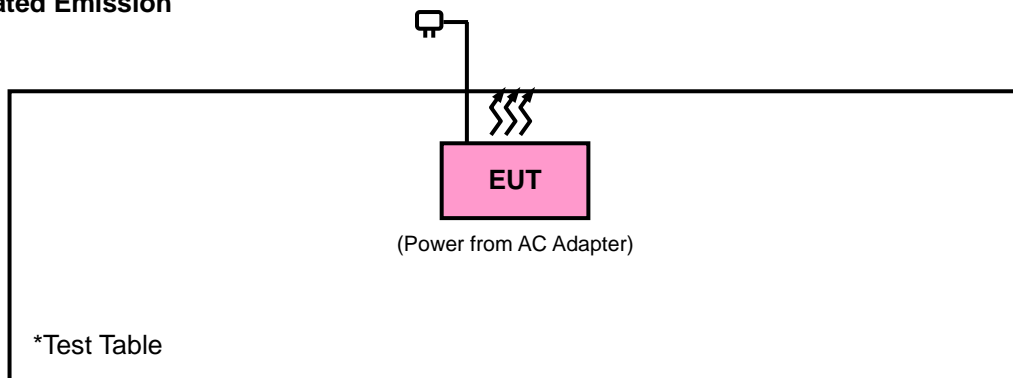 ated Emission
EUT
(Power from AC Adapter)
*Test Table